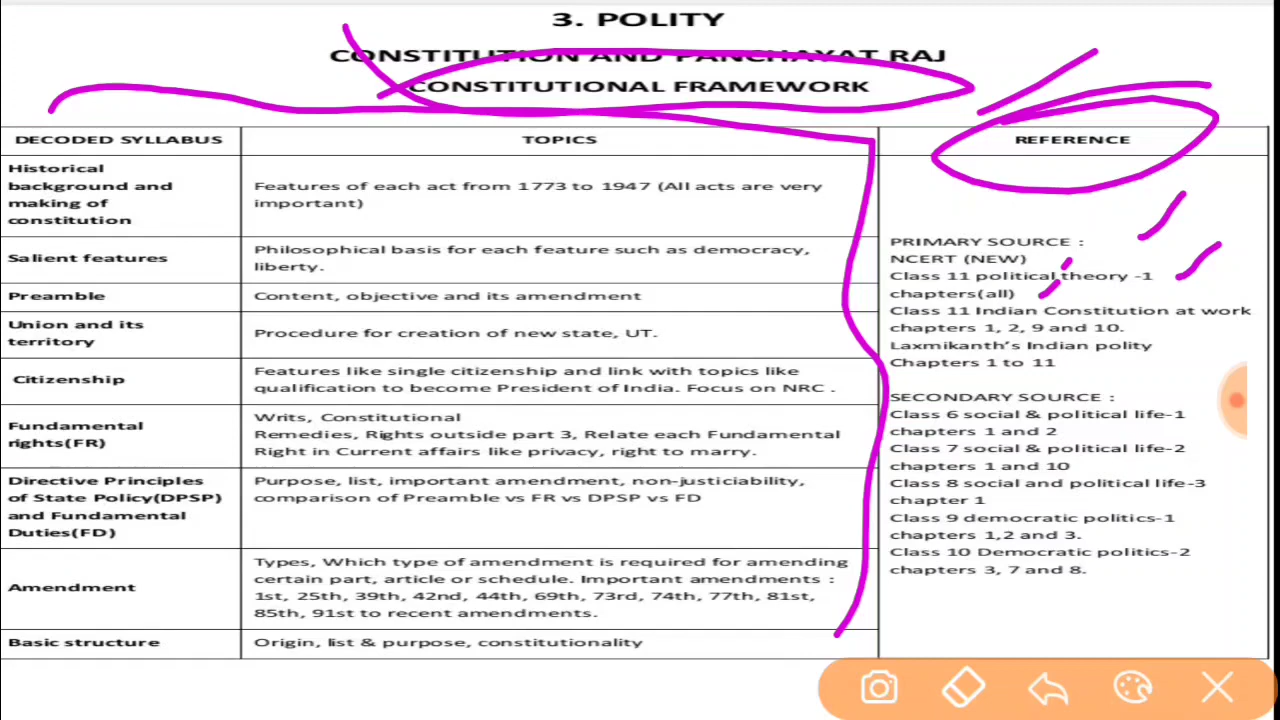 3. POLITY
CONSTITUTION AND PANCHAYAT RAJ
CONSTITUTIONAL FRAMEWORK
DECODED SYLLABUS
TOPICS
REFERENCE
Historical
background and
making of
constitution
Features of each act from 1773 to 1947 (All acts are very
important)
Salient features
Philosophical basis for each feature such as democracy,
liberty.
Preamble
Content, objective and its amendment
Union and its
territory
Procedure for creation of new state, UT.
Citizenship
Features like single citizenship and link with topics like
qualification to become President of India. Focus on NRC .
Fundamental
rights(FR)
Writs, Constitutional
Remedies, Rights outside part 3, Relate each Fundamental
Right in Current affairs like privacy, right to marry.
Directive Principles
of State Policy(DPSP)
and Fundamental
Duties(FD)
Purpose, list, important amendment, non-justiciability,
comparison of Preamble vs FR vs DPSP vs FD
Amendment
Types, Which type of amendment is required for amending
certain part, article or schedule. Important amendments :
1st, 25th, 39th, 42nd, 44th, 69th, 73rd, 74th, 77th, 81st,
85th, 91st to recent amendments.
Basic structure
Origin, list & purpose, constitutionality
PRIMARY SOURCE :
NCERT (NEW)
Class 11 political theory -1
chapters(all)
Class 11 Indian Constitution at work
chapters 1, 2, 9 and 10.
Laxmikanth's Indian polity
Chapters 1 to 11
SECONDARY SOURCE :
Class 6 social & political life-1
chapters 1 and 2
Class 7 social & political life-2
chapters 1 and 10
Class 8 social and political life-3
chapter 1
Class 9 democratic politics-1
chapters 1,2 and 3.
Class 10 Democratic politics-2
chapters 3, 7 and 8.